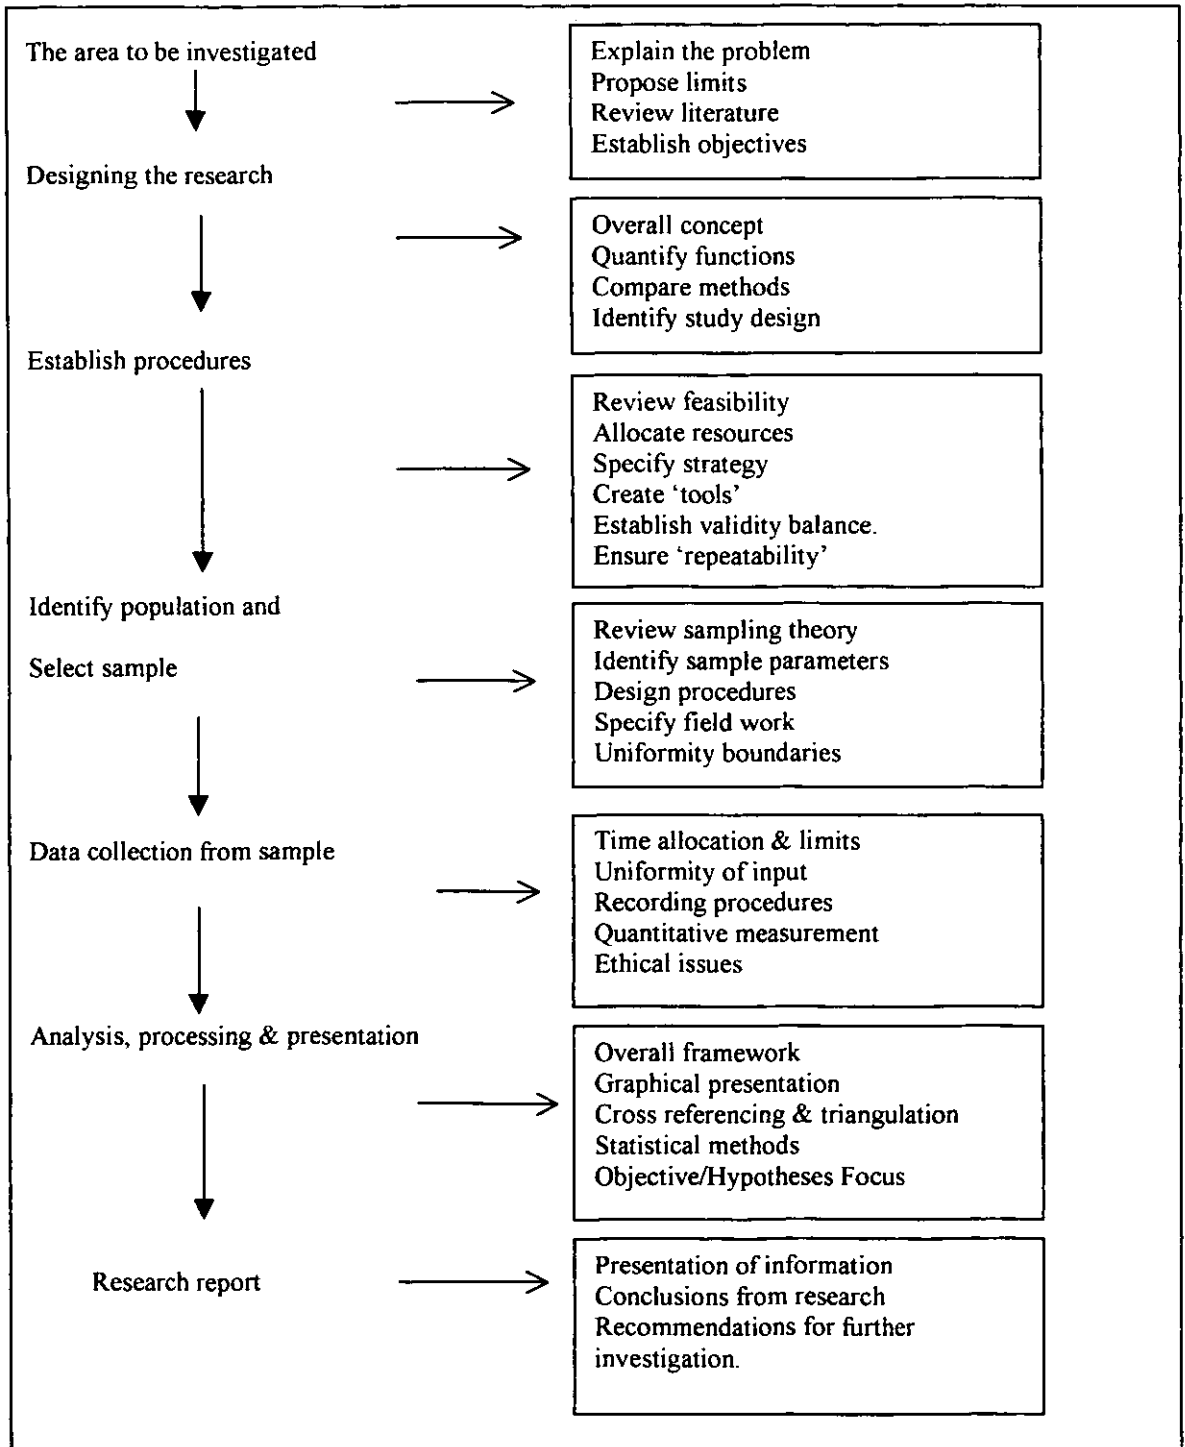 The area to be investigated
Explain the problem
Propose limits
Review literature
Establish objectives
Designing the research
Overall concept
Quantify functions
Compare methods
Identify study design
Establish procedures
Review feasibility
Allocate resources
Specify strategy
Create ‘tools’
Establish validity balance.
Ensure ‘repeatability’
Identify population and
Select sample
Review sampling theory
Identify sample parameters
Design procedures
Specify field work
Uniformity boundaries
Data collection from sample
Time allocation & limits
Uniformity of input
Recording procedures
Quantitative measurement
Ethical issues
Analysis, processing & presentation
Overall framework
Graphical presentation
Cross referencing & triangulation
Statistical methods
Objective/Hypotheses Focus
Research report
Presentation of information
Conclusions from research
Recommendations for further
investigation.